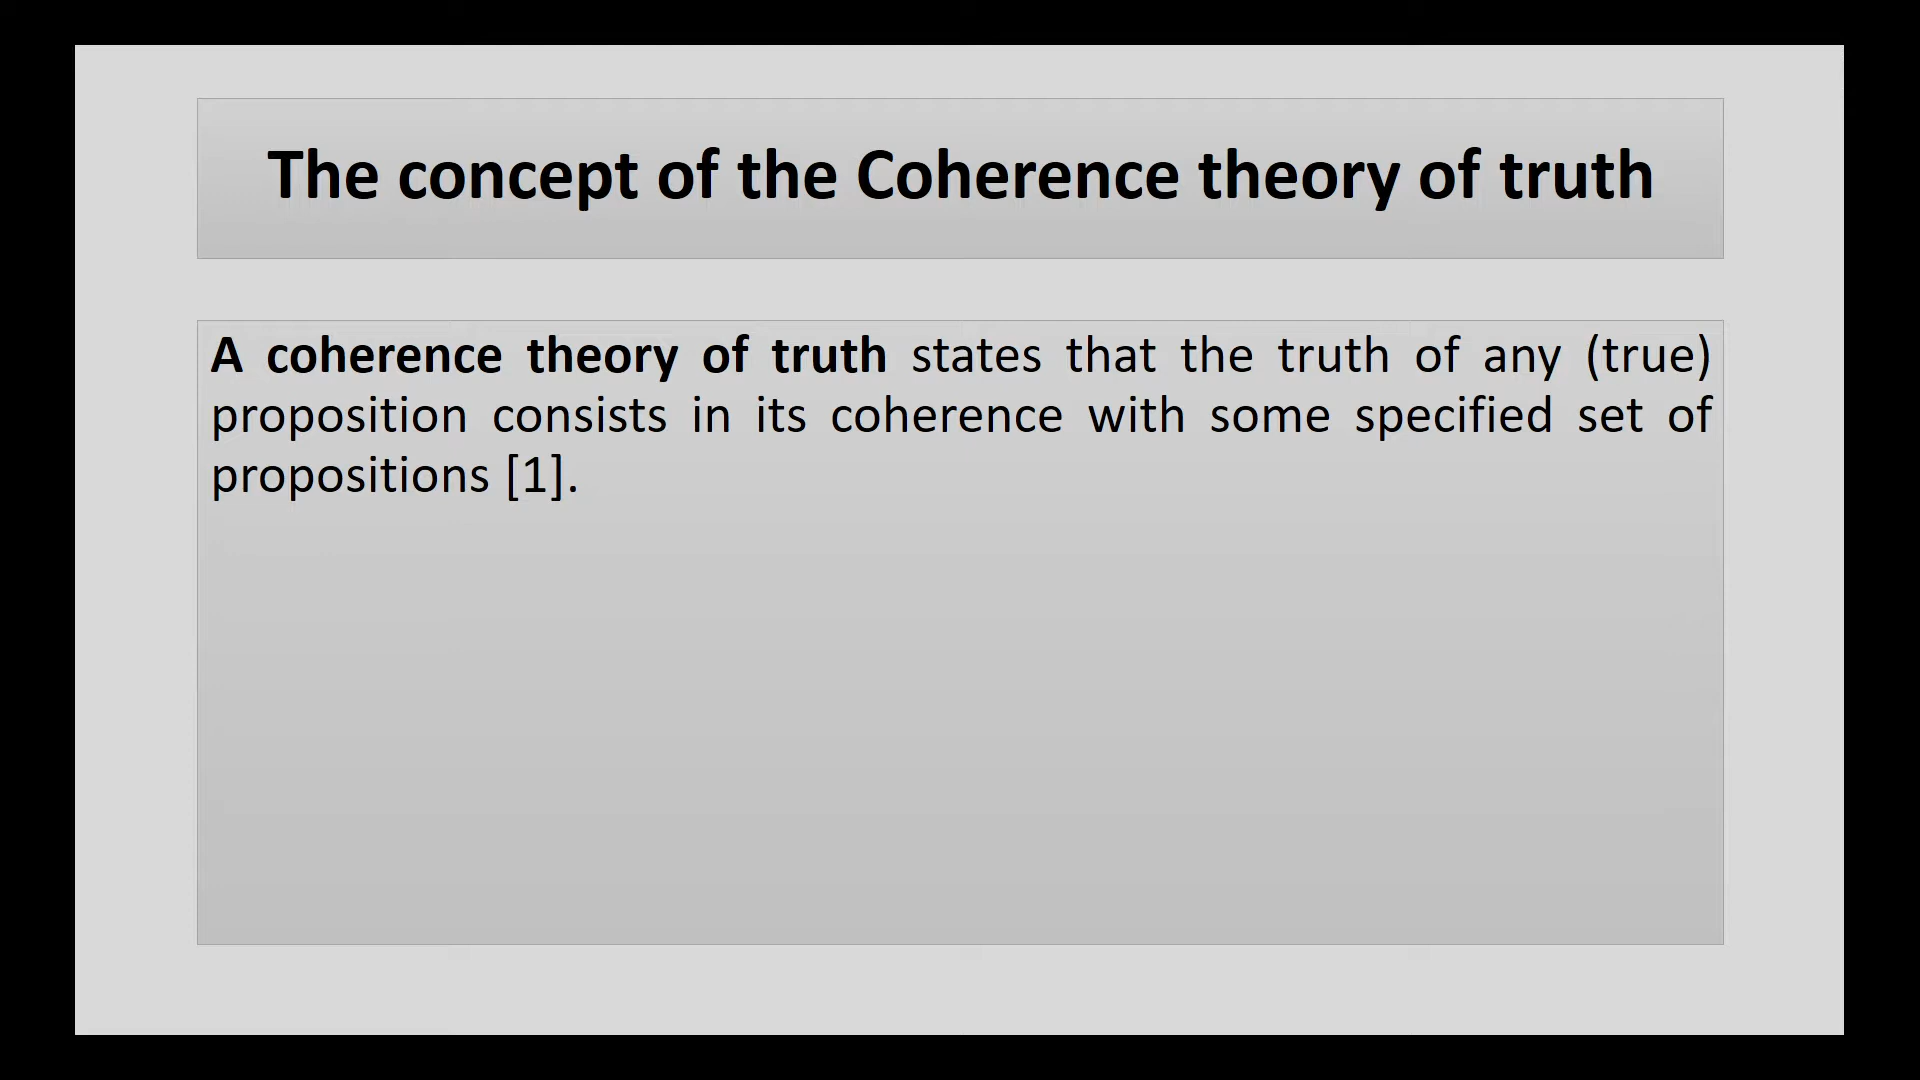 The concept of the Coherence theory of truth
A coherence theory of truth states that the truth of any (true)
proposition consists in its coherence with some specified set of
propositions [1].